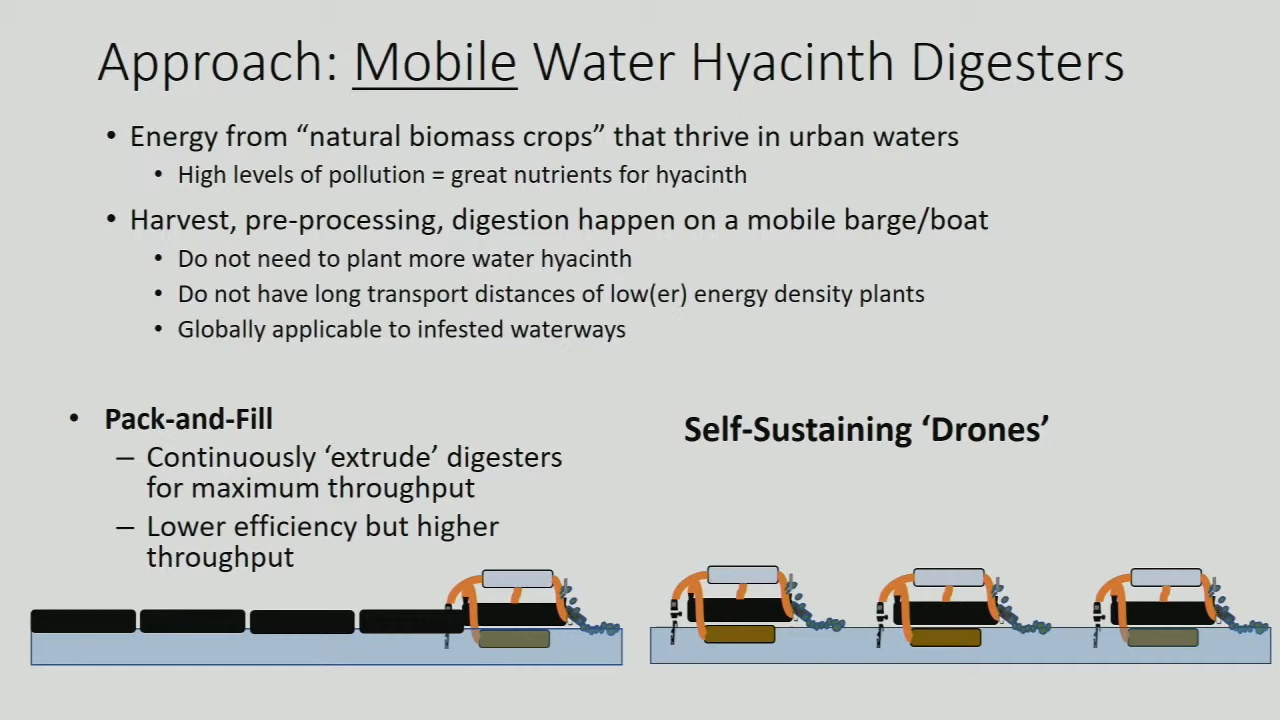 Approach: Mobile Water Hyacinth Digesters
• Energy from “natural biomass crops” that thrive in urban waters
• High levels of pollution = great nutrients for hyacinth
• Harvest, pre-processing, digestion happen on a mobile barge/boat
• Do not need to plant more water hyacinth
• Do not have long transport distances of low(er) energy density plants
• Globally applicable to infested waterways
• Pack-and-Fill
– Continuously ‘extrude’ digesters
for maximum throughput
– Lower efficiency but higher
throughput
Self-Sustaining ‘Drones’